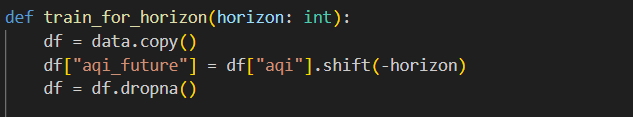 def train_for_horizon(horizon: int):
    df = data.copy()
    df["aqi_future"] = df["aqi"].shift(-horizon)
    df = df.dropna()